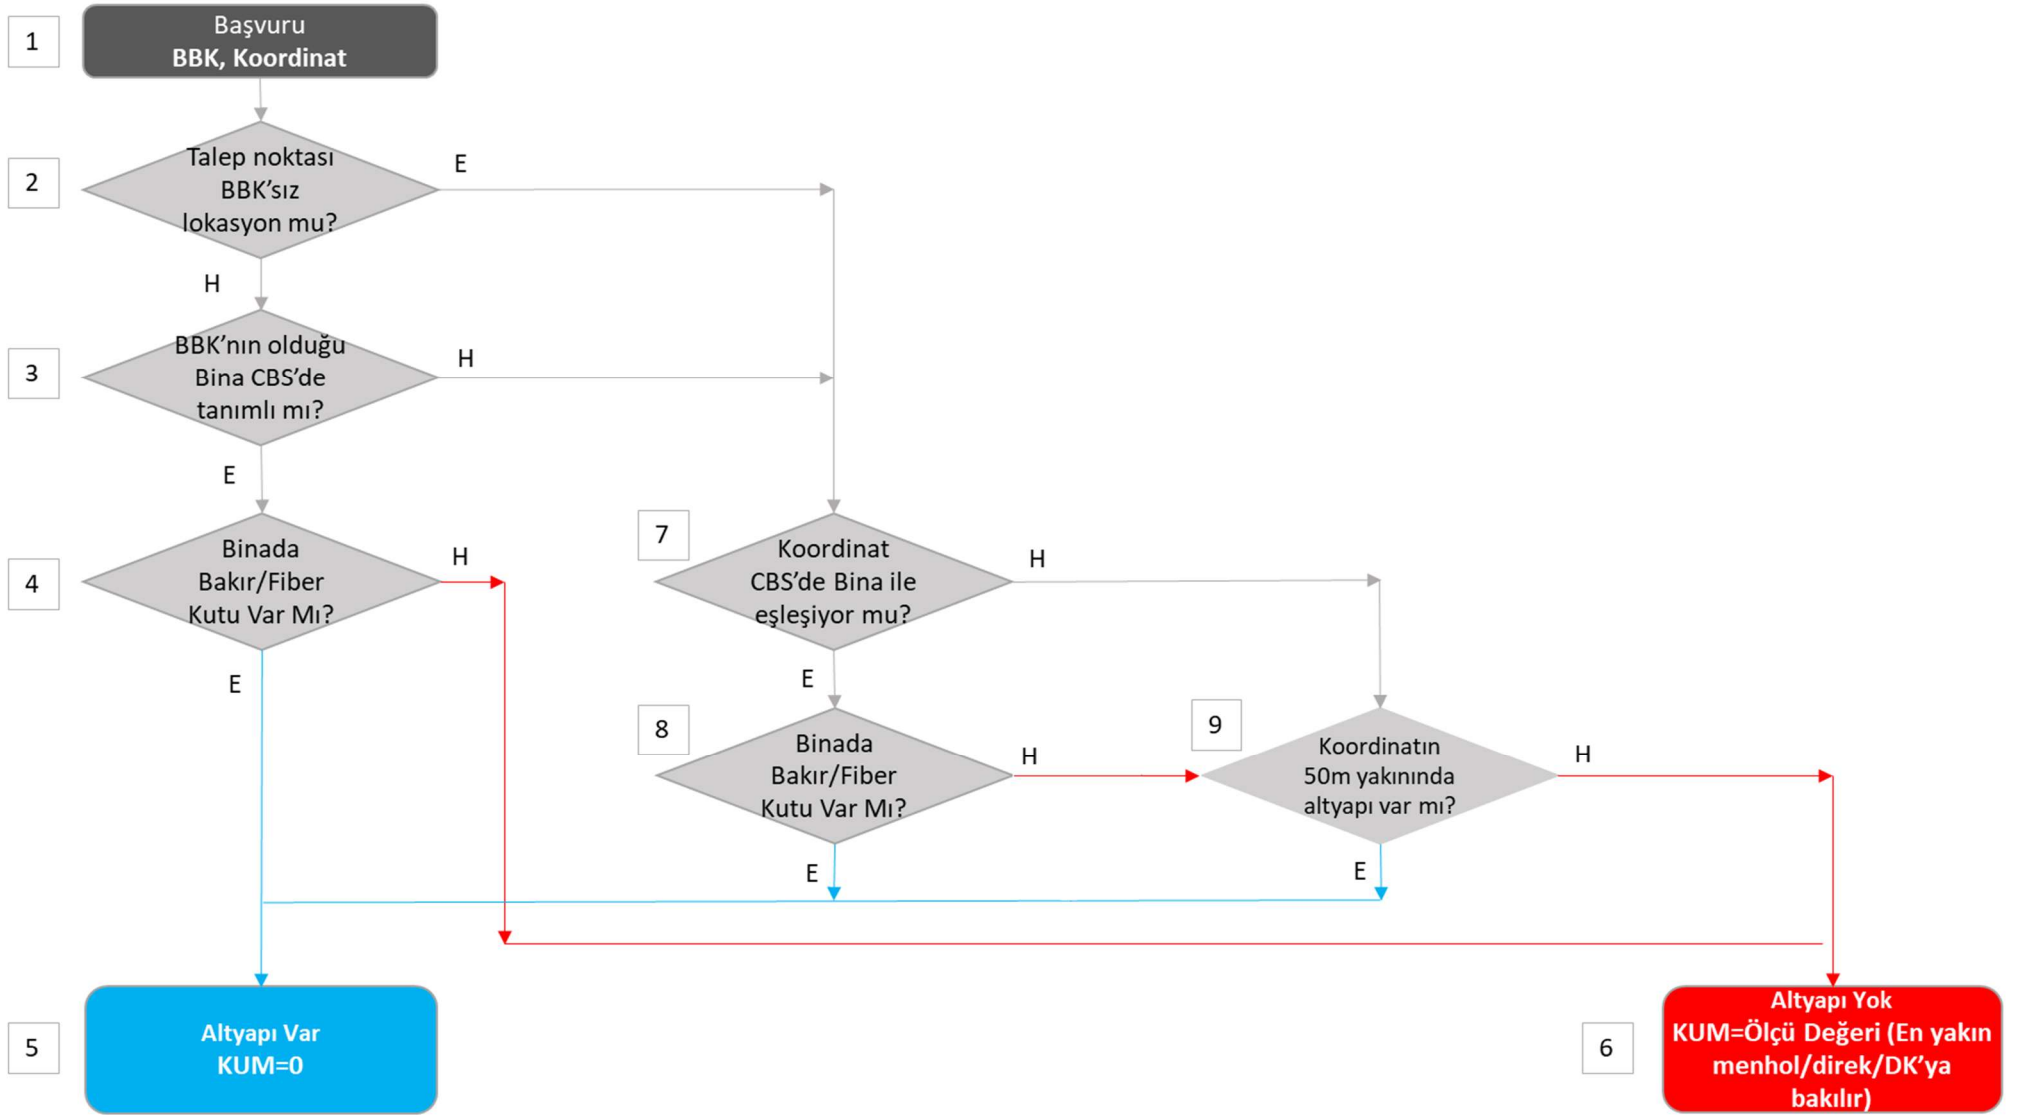 1
Başvuru
BBK, Koordinat
2
Talep noktası
BBK'sız
lokasyon mu?
E
H
3
BBK'nın olduğu
Bina CBS'de
tanımlı mı?
H
E
4
Binada
Bakır/Fiber
Kutu Var Mı?
H
E
7
Koordinat
CBS'de Bina ile
eşleşiyor mu?
H
E
8
Binada
Bakır/Fiber
Kutu Var Mı?
H
E
9
Koordinatın
50m yakınında
altyapı var mı?
H
E
5
Altyapı Var
KUM=0
6
Altyapı Yok
KUM=Ölçü Değeri (En yakın
menhol/direk/DK'ya
bakılır)